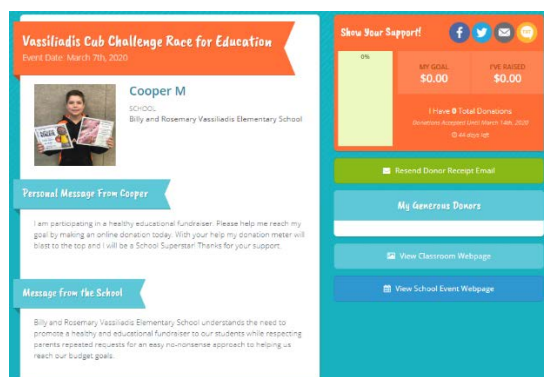 Vassiliadis Cub Challenge Race for Education
Event Date: March 7th, 2020
Cooper M
SCHOOL
Billy and Rosemary Vassiliadis Elementary School
Personal Message From Cooper
I am participating in a healthy educational fundraiser. Please help me reach my
goal by making an online donation today. With your help my donation meter will
blast to the top and I will be a School Superstar! Thanks for your support.
Message from the School
Billy and Rosemary Vassiliadis Elementary School understands the need to
promote a healthy and educational fundraiser to our students while respecting
parents repeated requests for an easy no-nonsense approach to helping us
reach our budget goals.
Show Your Support!
0%
MY GOAL
$0.00
I'VE RAISED
$0.00
I Have 0 Total Donations
Donations Accepted Until March 14th, 2020
44 days left
Resend Donor Receipt Email
My Generous Donors
View Classroom Webpage
View School Event Webpage